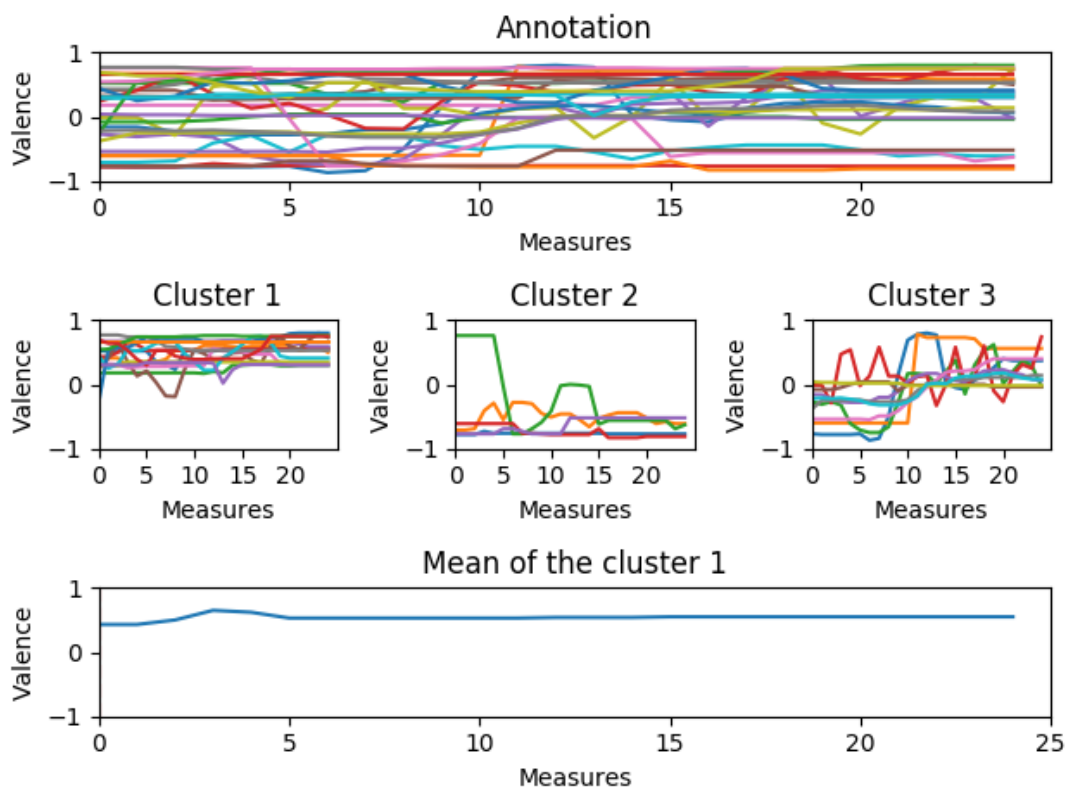 Annotation
Valence
1
0
−1
0 5 10 15 20
Measures
Cluster 1
Valence
1
0
−1
0 5 10 15 20
Measures
Cluster 2
Valence
1
0
−1
0 5 10 15 20
Measures
Cluster 3
Valence
1
0
−1
0 5 10 15 20
Measures
Mean of the cluster 1
Valence
1
0
−1
0 5 10 15 20 25
Measures